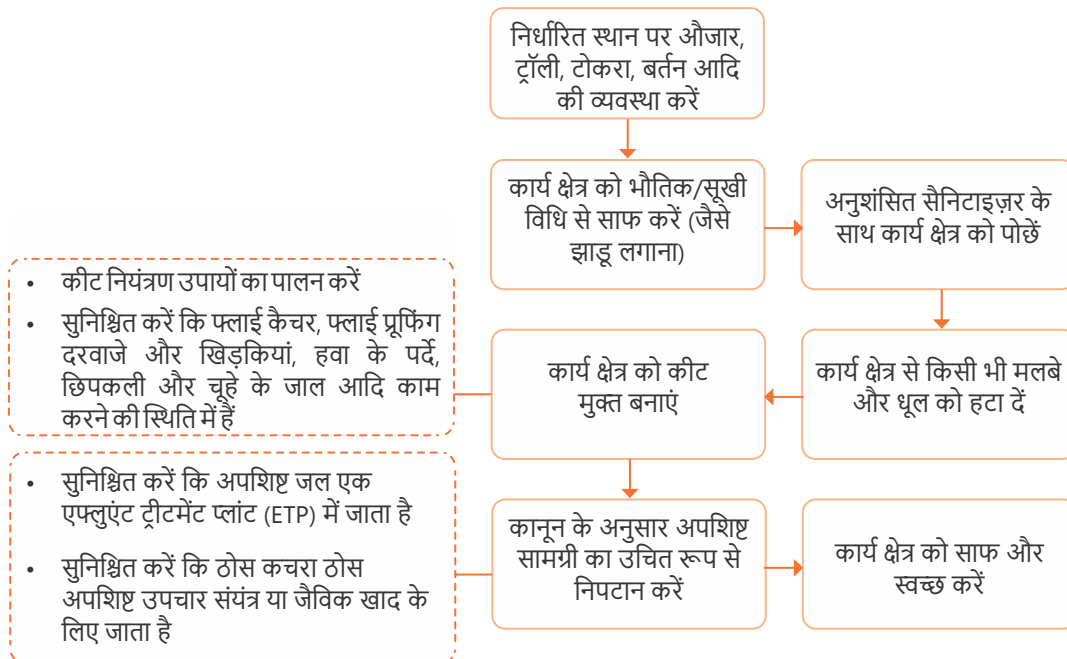 निर्धारित स्थान पर औजार,
ट्रॉली, टोकरा, बर्तन आदि
की व्यवस्था करें
कार्य क्षेत्र को भौतिक/सूखी
विधि से साफ करें (जैसे
झाडू लगाना)
अनुशंसित सैनिटाइज़र के
साथ कार्य क्षेत्र को पोछें
कार्य क्षेत्र से किसी भी मलबे
और धूल को हटा दें
कार्य क्षेत्र को कीट
मुक्त बनाएं
• कीट नियंत्रण उपायों का पालन करें
• सुनिश्चित करें कि फ्लाई कैचर, फ्लाई प्रूफिंग
दरवाजे और खिड़कियां, हवा के पर्दे,
छिपकली और चूहे के जाल आदि काम
करने की स्थिति में हैं
कानून के अनुसार अपशिष्ट
सामग्री का उचित रूप से
निपटान करें
• सुनिश्चित करें कि अपशिष्ट जल एक
एफ्लुएंट ट्रीटमेंट प्लांट (ETP) में जाता है
• सुनिश्चित करें कि ठोस कचरा ठोस
अपशिष्ट उपचार संयंत्र या जैविक खाद के
लिए जाता है
कार्य क्षेत्र को साफ और
स्वच्छ करें